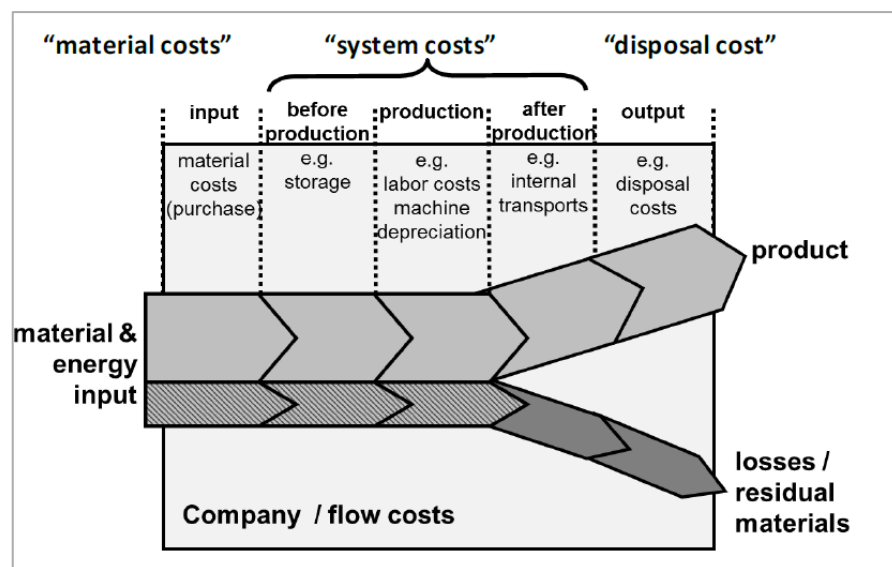 “material costs”
“system costs”
“disposal cost”
input
before
production
production
after
production
output
material
costs
(purchase)
e.g.
storage
e.g.
labor costs
machine
depreciation
e.g.
internal
transports
e.g.
disposal
costs
product
material &
energy
input
losses /
residual
materials
Company / flow costs